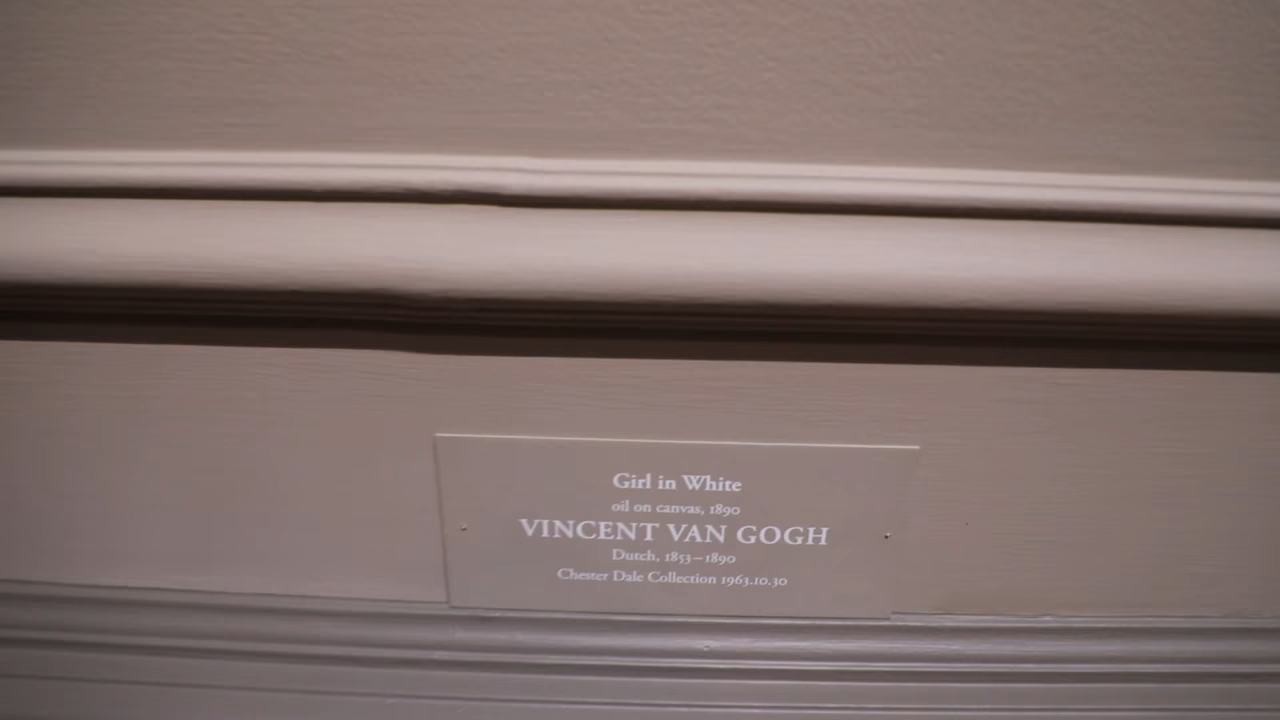 Girl in White
oil on canvas, 1890
VINCENT VAN GOGH
Dutch, 1853–1890
Chester Dale Collection 1963.10.30